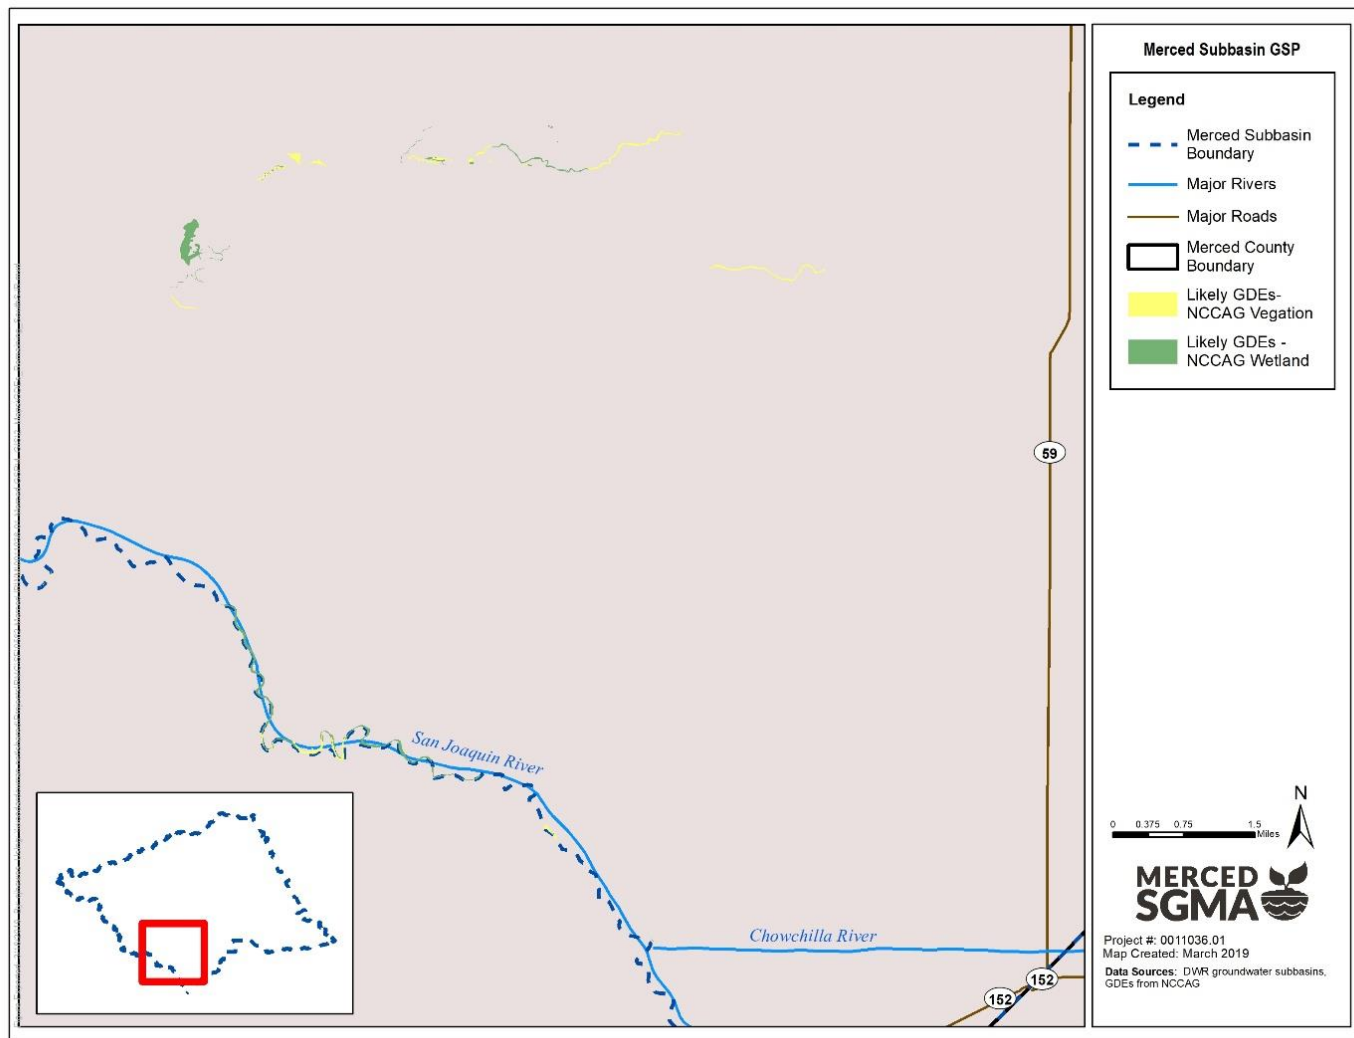 Merced Subbasin GSP
Legend
Merced Subbasin
Boundary
Major Rivers
Major Roads
Merced County
Boundary
Likely GDEs-
NCCAG Vegation
Likely GDEs -
NCCAG Wetland
59
San Joaquin River
Chowchilla River
152
152
N
0 0.375 0.75 1.5
Miles
MERCED
SGMA
Project #: 0011036.01
Map Created: March 2019
Data Sources: DWR groundwater subbasins,
GDEs from NCCAG